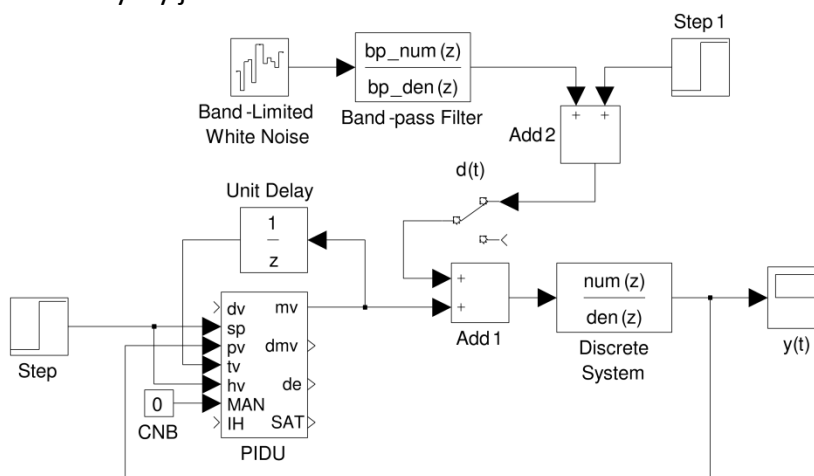 Step 1
bp_num (z)
bp_den (z)
Band -Limited
White Noise
Band -pass Filter
+ +
Add 2
d(t)
Unit Delay
1
z
+
+
Add 1
num (z)
den (z)
Discrete
System
y(t)
Step
dv
sp
pv
tv
hv
MAN
IH
mv
dmv
de
SAT
PIDU
0
CNB